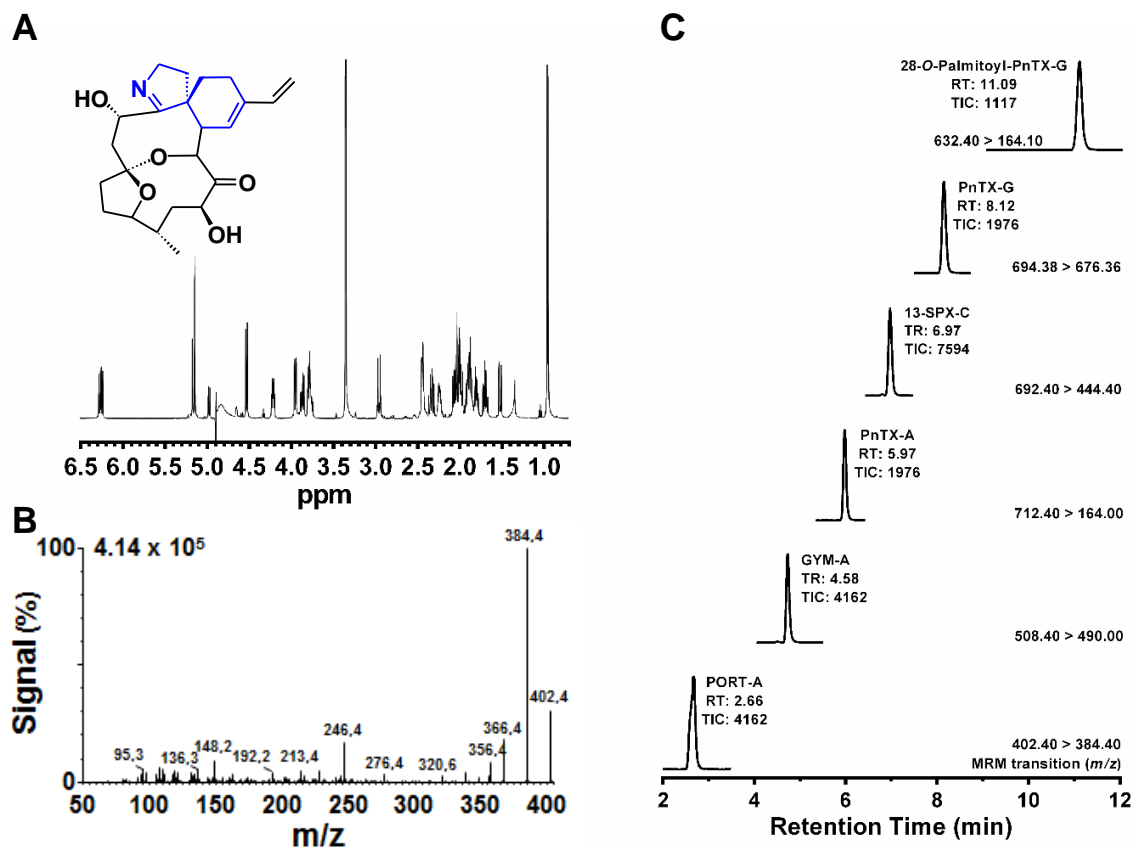 A
N
HO
O
O
O
OH
6.5 6.0 5.5 5.0 4.5 4.0 3.5 3.0 2.5 2.0 1.5 1.0
ppm
B
100
4.14 x 10⁵
384,4
402,4
366,4
356,4
246,4
148,2
95,3
136,3
192,2
213,4
276,4
320,6
0
Signal (%)
50 100 150 200 250 300 350 400
m/z
C
28-O-Palmitoyl-PnTX-G
RT: 11.09
TIC: 1117
632.40 > 164.10
PnTX-G
RT: 8.12
TIC: 1976
694.38 > 676.36
13-SPX-C
TR: 6.97
TIC: 7594
692.40 > 444.40
PnTX-A
RT: 5.97
TIC: 1976
712.40 > 164.00
GYM-A
TR: 4.58
TIC: 4162
508.40 > 490.00
PORT-A
RT: 2.66
TIC: 4162
402.40 > 384.40
MRM transition (m/z)
2 4 6 8 10 12
Retention Time (min)